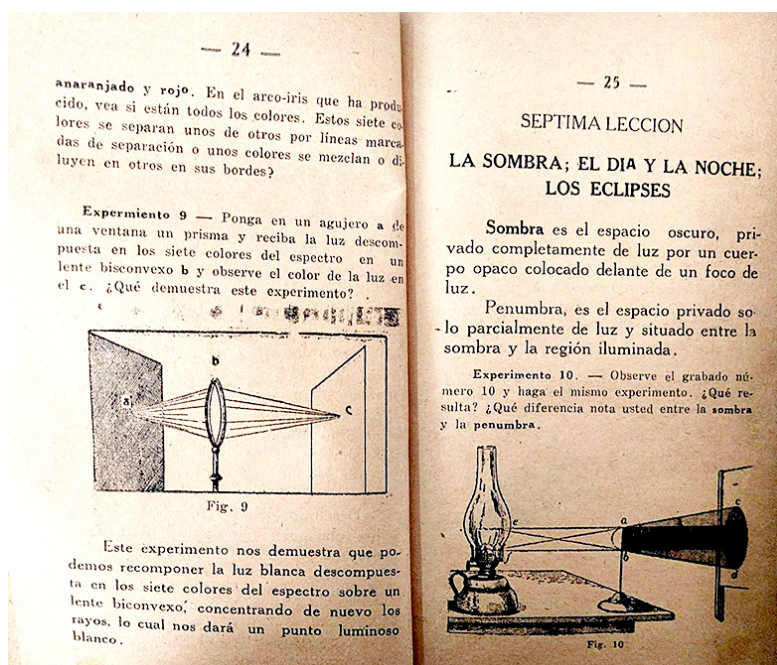 — 24 —
anaranjado y rojo. En el arco-iris que ha produ-
cido, vea si están todos los colores. Estos siete co-
lores se separan unos de otros por líneas marca-
das de separación o unos colores se mezclan o di-
luyen en otros en sus bordes?
Expermiento 9 — Ponga en un agujero a de
una ventana un prisma y reciba la luz descom-
puesta en los siete colores del espectro en un
lente bisconvexo b y observe el color de la luz en
el c. ¿Qué demuestra este experimento?
a
b
c
Fig. 9
Este experimento nos demuestra que po-
demos recomponer la luz blanca descompues-
ta en los siete colores del espectro sobre un
lente biconvexo, concentrando de nuevo los
rayos, lo cual nos dará un punto luminoso
blanco.
— 25 —
SEPTIMA LECCION
LA SOMBRA; EL DIA Y LA NOCHE;
LOS ECLIPSES
Sombra es el espacio oscuro, pri-
vado completamente de luz por un cuer-
po opaco colocado delante de un foco de
luz.
Penumbra, es el espacio privado so-
lo parcialmente de luz y situado entre la
sombra y la región iluminada.
Experimento 10. — Observe el grabado nú-
mero 10 y haga el mismo experimento. ¿Qué re-
sulta? ¿Qué diferencia nota usted entre la sombra
y la penumbra.
e
a
b
c
d
Fig. 10